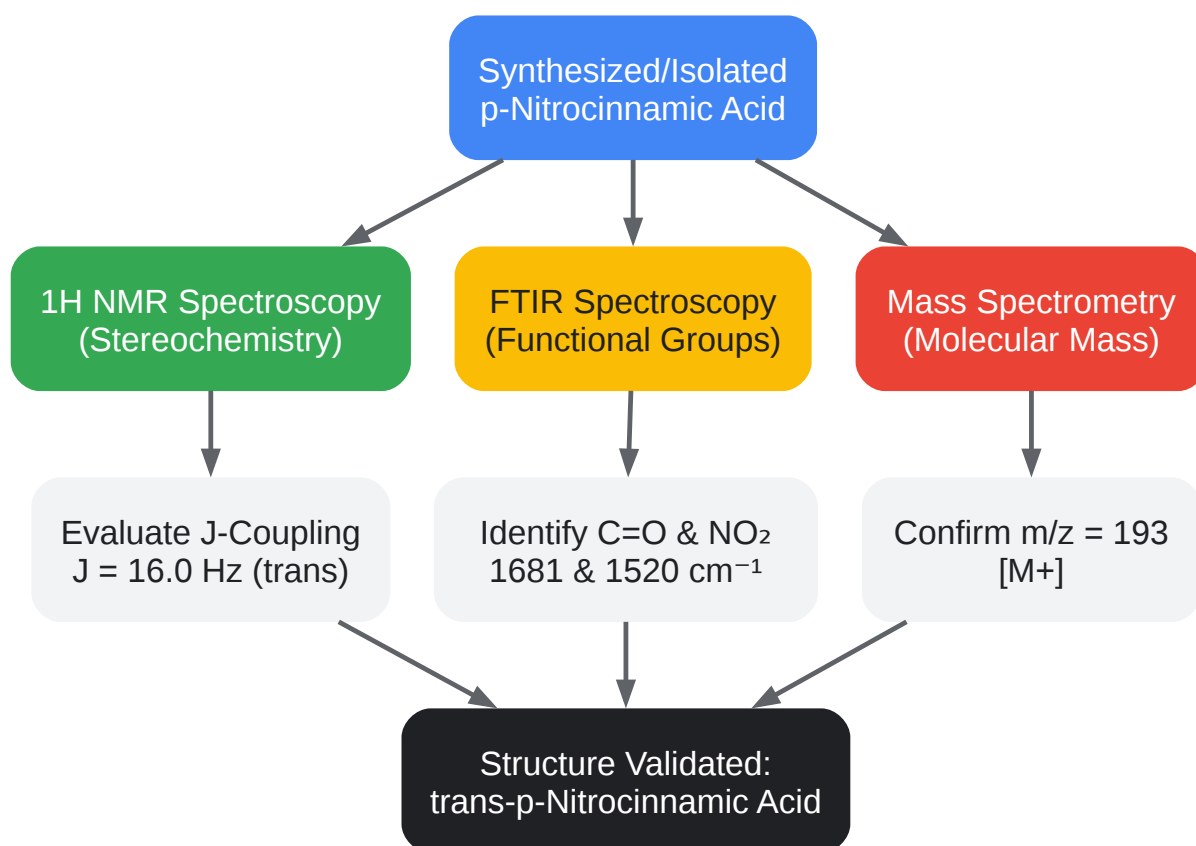 Synthesized/Isolated
p-Nitrocinnamic Acid
1H NMR Spectroscopy
(Stereochemistry)
FTIR Spectroscopy
(Functional Groups)
Mass Spectrometry
(Molecular Mass)
Evaluate J-Coupling
J = 16.0 Hz (trans)
Identify C=O & NO₂
1681 & 1520 cm⁻¹
Confirm m/z = 193
[M+]
Structure Validated:
trans-p-Nitrocinnamic Acid